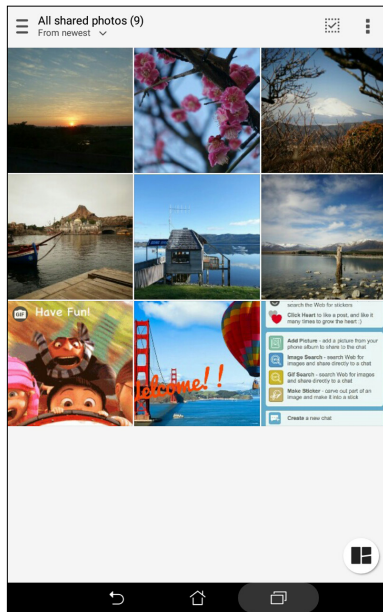 All shared photos (9)
From newest
GIF Have Fun!
Welcome! !
search the Web for stickers
Click Heart to like a post, and like it
many times to grow the heart :)
Add Picture - add a picture from your
phone album to share to the chat
Image Search - search Web for
images and share directly to a chat
Gif Search - search Web for images
and share directly to a chat
Make Sticker - carve out part of an
image and make it into a stick
Create a new chat